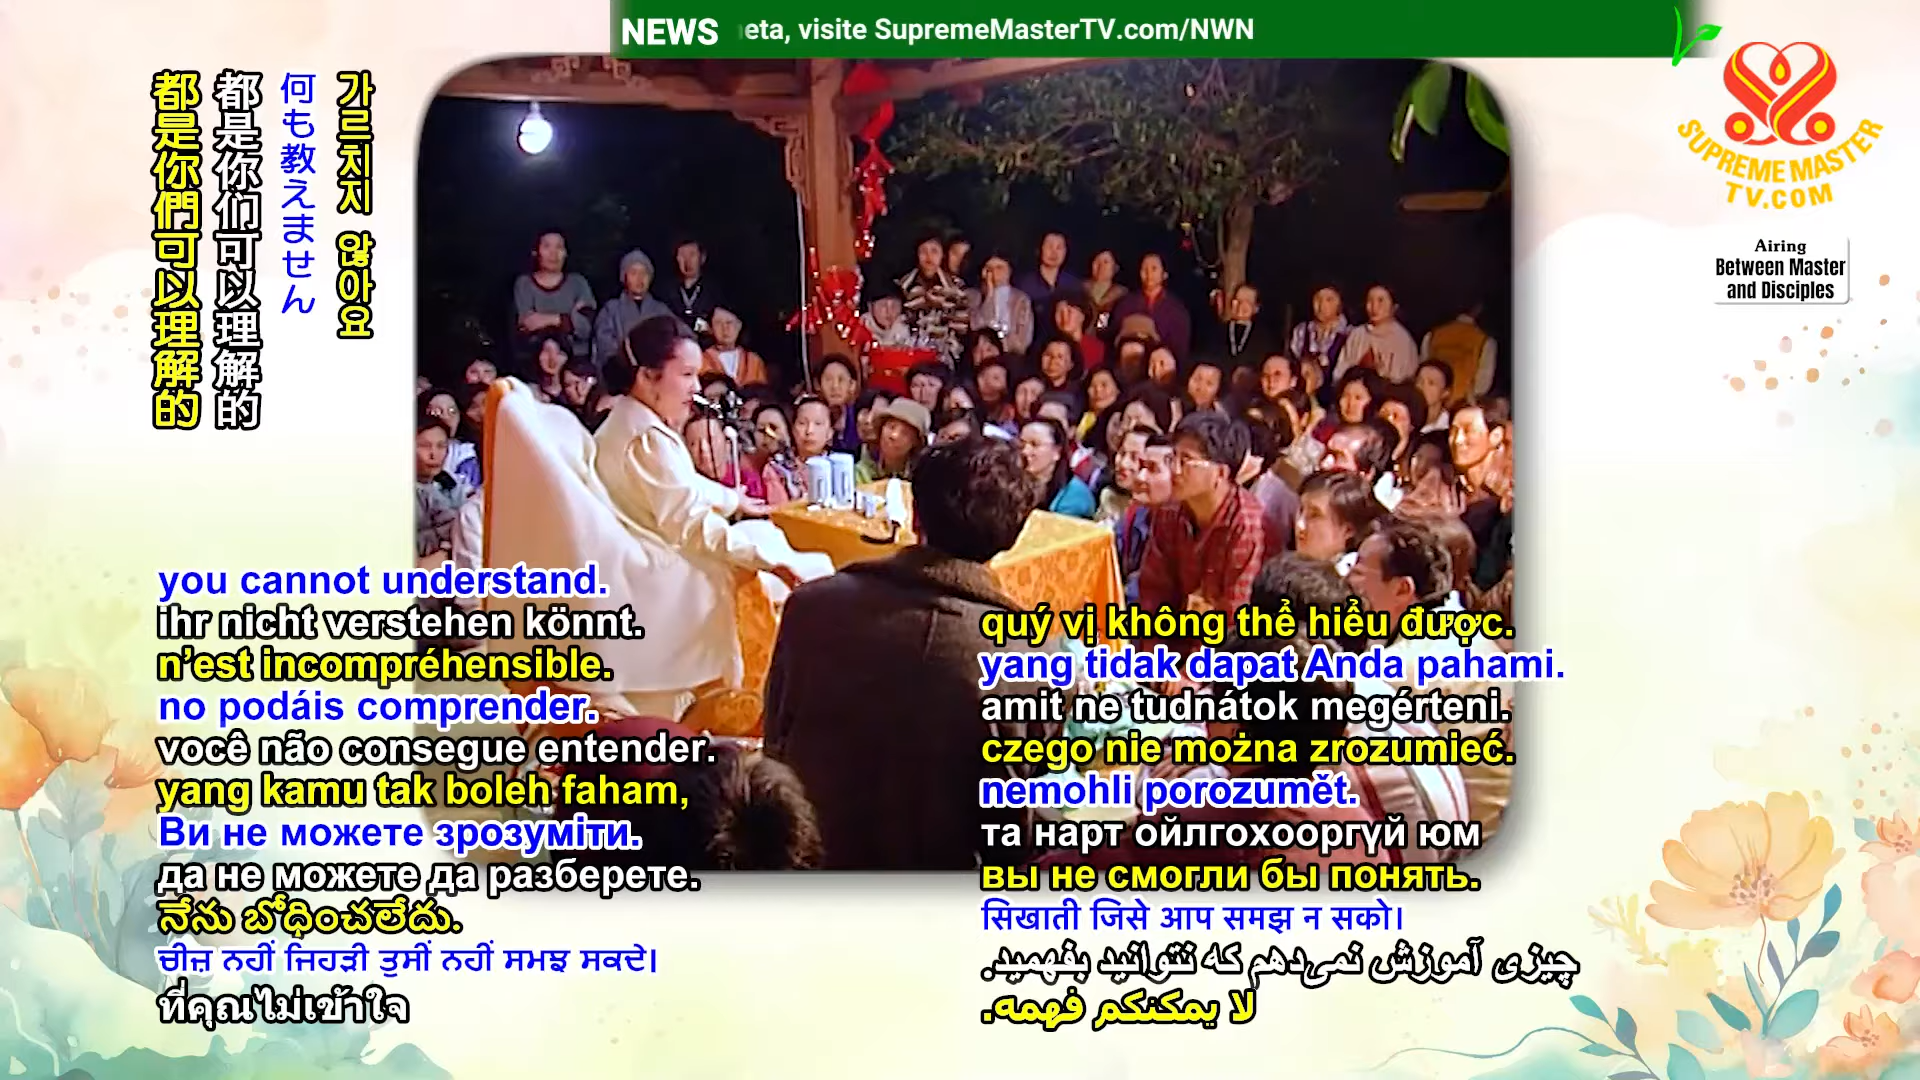 NEWS eta, visite SupremeMasterTV.com/NWN
SUPREME MASTER
TV.COM
Airing
Between Master
and Disciples
가르치지 않아요
何も教えません
都是你们可以理解的
都是你們可以理解的
you cannot understand.
ihr nicht verstehen könnt.
n’est incompréhensible.
no podáis comprender.
você não consegue entender.
yang kamu tak boleh faham,
Ви не можете зрозуміти.
да не можете да разберете.
నేను బోధించలేదు.
ਚੀਜ਼ ਨਹੀਂ ਜਿਹੜੀ ਤੁਸੀਂ ਨਹੀਂ ਸਮਝ ਸਕਦੇ।
ที่คุณไม่เข้าใจ
quý vị không thể hiểu được.
yang tidak dapat Anda pahami.
amit ne tudnátok megérteni.
czego nie można zrozumieć.
nemohli porozumět.
та нарт ойлгохооргүй юм
вы не смогли бы понять.
सिखाती जिसे आप समझ न सको।
چیزی آموزش نمی‌دهم که نتوانید بفهمید.
لا يمكنكم فهمه.